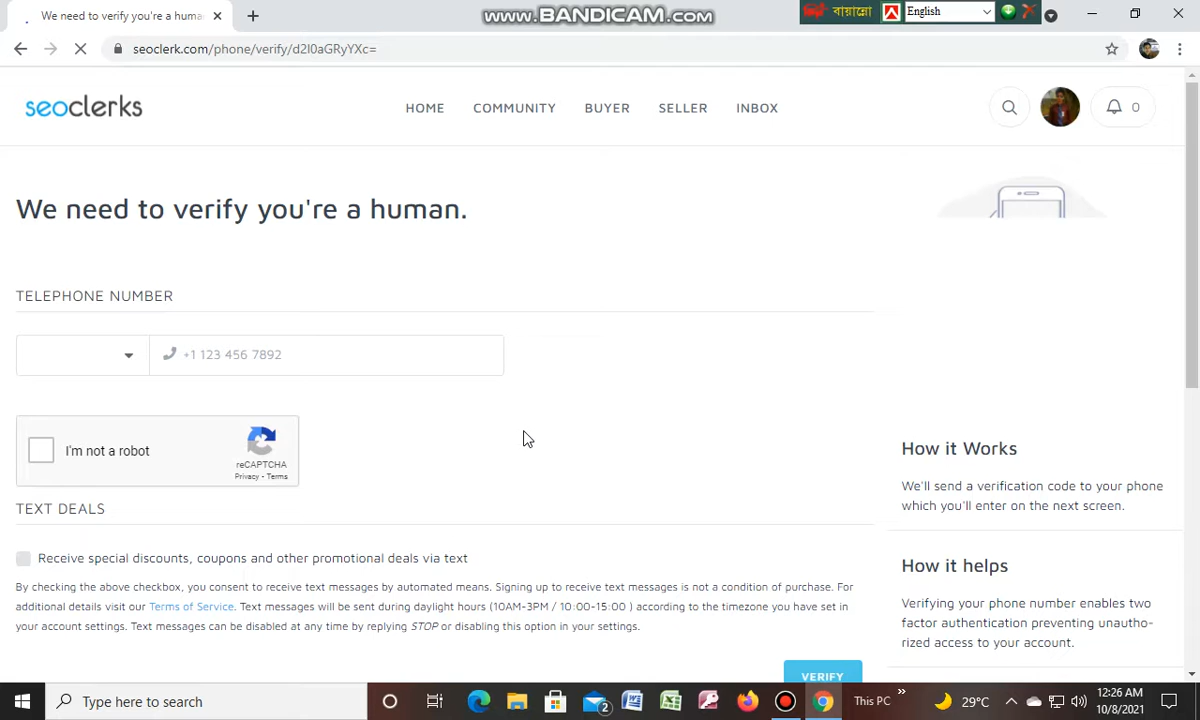 We need to verify you're a huma
www.BANDICAM.com
বায়ান্নো
English
seoclerk.com/phone/verify/d2l0aGRyYXc=
seoclerks
HOME
COMMUNITY
BUYER
SELLER
INBOX
0
We need to verify you're a human.
TELEPHONE NUMBER
+1 123 456 7892
I'm not a robot
reCAPTCHA
Privacy - Terms
TEXT DEALS
Receive special discounts, coupons and other promotional deals via text
By checking the above checkbox, you consent to receive text messages by automated means. Signing up to receive text messages is not a condition of purchase. For
additional details visit our Terms of Service. Text messages will be sent during daylight hours (10AM-3PM / 10:00-15:00 ) according to the timezone you have set in
your account settings. Text messages can be disabled at any time by replying STOP or disabling this option in your settings.
VERIFY
How it Works
We'll send a verification code to your phone
which you'll enter on the next screen.
How it helps
Verifying your phone number enables two
factor authentication preventing unautho-
rized access to your account.
Type here to search
2
This PC
29°C
12:26 AM
10/8/2021